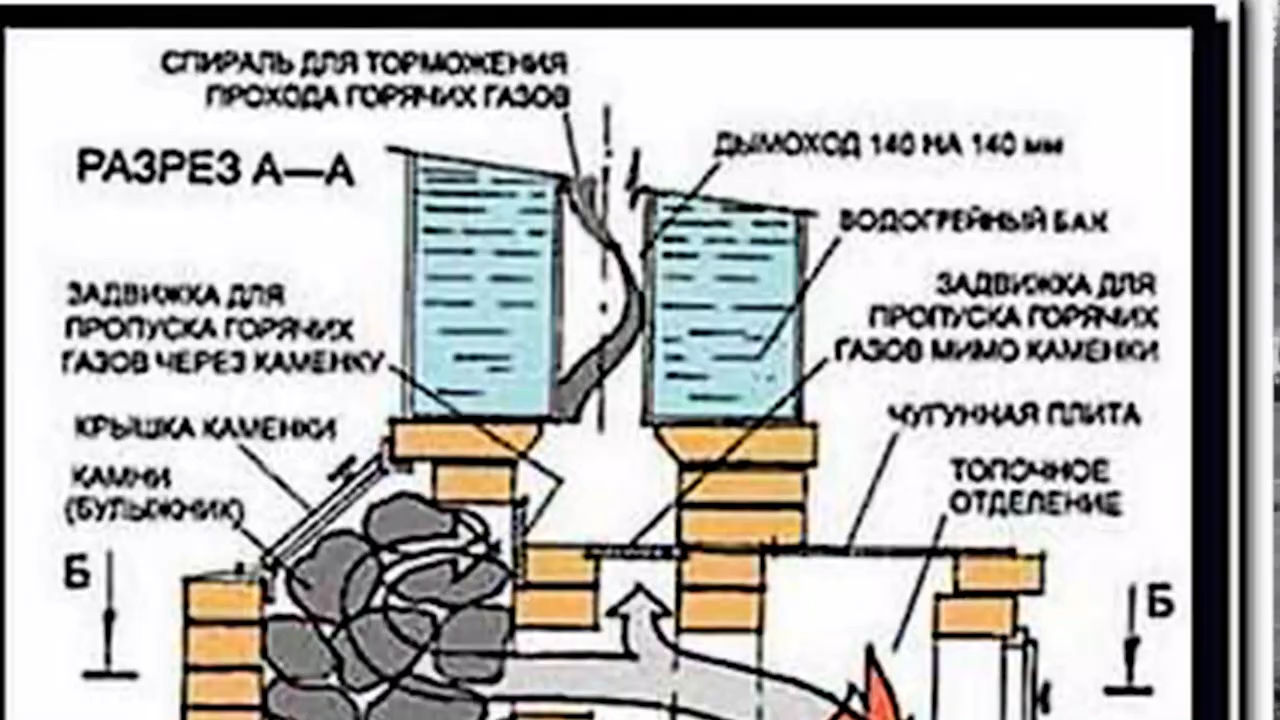 СПИРАЛЬ ДЛЯ ТОРМОЖЕНИЯ
ПРОХОДА ГОРЯЧИХ ГАЗОВ
РАЗРЕЗ А—А
ДЫМОХОД 140 НА 140 мм
ВОДОГРЕЙНЫЙ БАК
ЗАДВИЖКА ДЛЯ
ПРОПУСКА ГОРЯЧИХ
ГАЗОВ ЧЕРЕЗ КАМЕНКУ
ЗАДВИЖКА ДЛЯ
ПРОПУСКА ГОРЯЧИХ
ГАЗОВ МИМО КАМЕНКИ
КРЫШКА КАМЕНКИ
ЧУГУННАЯ ПЛИТА
КАМНИ
(БУЛЫЖНИК)
ТОПОЧНОЕ
ОТДЕЛЕНИЕ
Б
Б